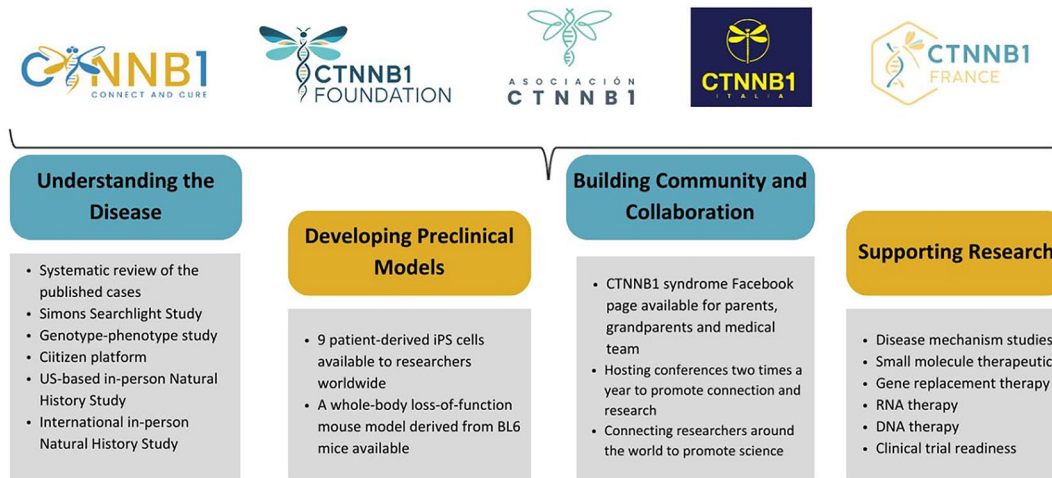 CTNNB1
CONNECT AND CURE
CTNNB1
FOUNDATION
ASOCIACIÓN
CTNNB1
CTNNB1
ITALIA
CTNNB1
FRANCE
Understanding the
Disease
• Systematic review of the
published cases
• Simons Searchlight Study
• Genotype-phenotype study
• Ciitizen platform
• US-based in-person Natural
History Study
• International in-person
Natural History Study
Developing Preclinical
Models
• 9 patient-derived iPS cells
available to researchers
worldwide
• A whole-body loss-of-function
mouse model derived from BL6
mice available
Building Community and
Collaboration
• CTNNB1 syndrome Facebook
page available for parents,
grandparents and medical
team
• Hosting conferences two times a
year to promote connection and
research
• Connecting researchers around
the world to promote science
Supporting Research
• Disease mechanism studies
• Small molecule therapeutic
• Gene replacement therapy
• RNA therapy
• DNA therapy
• Clinical trial readiness